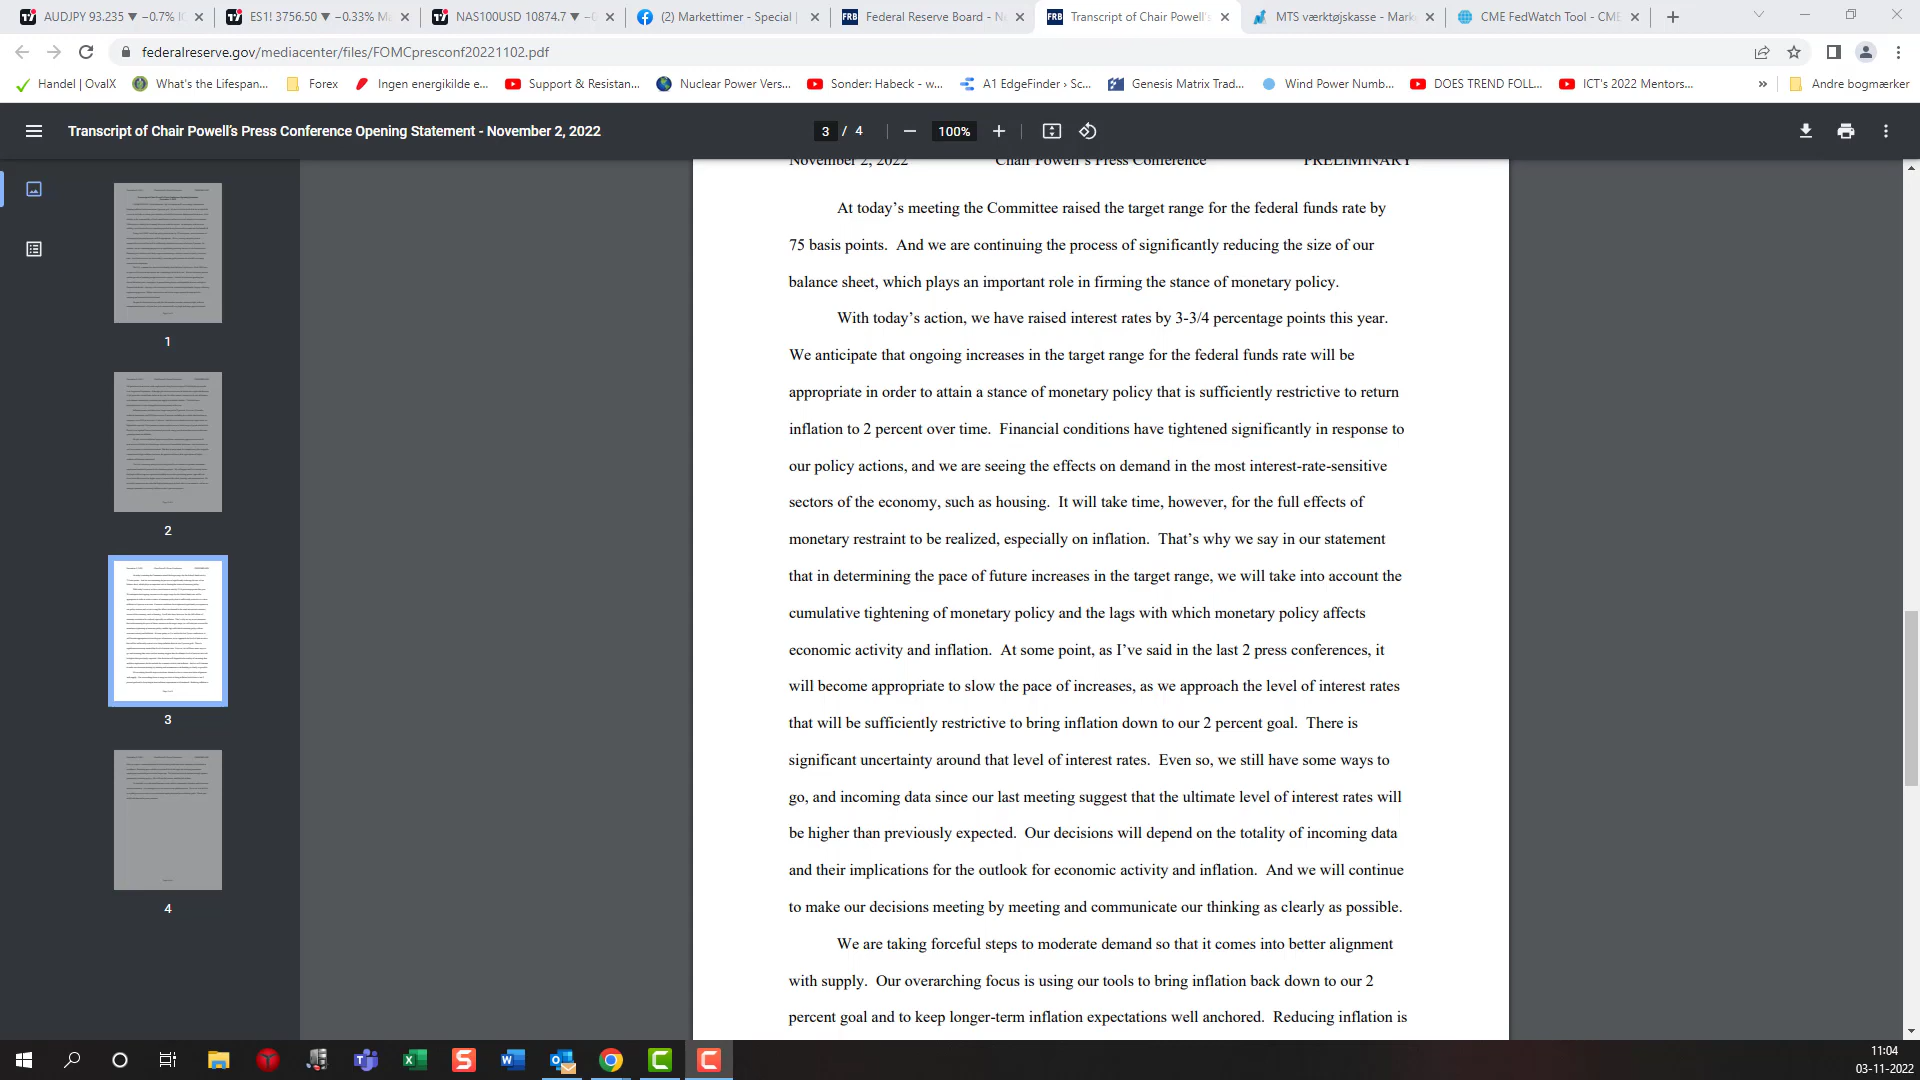 AUDJPY 93.235 ▼ −0.7%
ES1! 3756.50 ▼ −0.33%
NAS100USD 10874.7 ▼
(2) Markettimer - Special
Federal Reserve Board -
Transcript of Chair Powell's
MTS værktøjskasse - Mark
CME FedWatch Tool - CME
federalreserve.gov/mediacenter/files/FOMCpresconf20221102.pdf
Handel | OvalX
What's the Lifespan...
Forex
Ingen energikilde e...
Support & Resistan...
Nuclear Power Vers...
Sonder: Habeck - w...
A1 EdgeFinder › Sc...
Genesis Matrix Trad...
Wind Power Numb...
DOES TREND FOLL...
ICT's 2022 Mentors...
»
Andre bogmærker
Transcript of Chair Powell's Press Conference Opening Statement - November 2, 2022
3 / 4
100%
1
2
3
4
November 2, 2022 Chair Powell's Press Conference PRELIMINARY
At today's meeting the Committee raised the target range for the federal funds rate by
75 basis points. And we are continuing the process of significantly reducing the size of our
balance sheet, which plays an important role in firming the stance of monetary policy.
With today's action, we have raised interest rates by 3-3/4 percentage points this year.
We anticipate that ongoing increases in the target range for the federal funds rate will be
appropriate in order to attain a stance of monetary policy that is sufficiently restrictive to return
inflation to 2 percent over time. Financial conditions have tightened significantly in response to
our policy actions, and we are seeing the effects on demand in the most interest-rate-sensitive
sectors of the economy, such as housing. It will take time, however, for the full effects of
monetary restraint to be realized, especially on inflation. That's why we say in our statement
that in determining the pace of future increases in the target range, we will take into account the
cumulative tightening of monetary policy and the lags with which monetary policy affects
economic activity and inflation. At some point, as I've said in the last 2 press conferences, it
will become appropriate to slow the pace of increases, as we approach the level of interest rates
that will be sufficiently restrictive to bring inflation down to our 2 percent goal. There is
significant uncertainty around that level of interest rates. Even so, we still have some ways to
go, and incoming data since our last meeting suggest that the ultimate level of interest rates will
be higher than previously expected. Our decisions will depend on the totality of incoming data
and their implications for the outlook for economic activity and inflation. And we will continue
to make our decisions meeting by meeting and communicate our thinking as clearly as possible.
We are taking forceful steps to moderate demand so that it comes into better alignment
with supply. Our overarching focus is using our tools to bring inflation back down to our 2
percent goal and to keep longer-term inflation expectations well anchored. Reducing inflation is
11:04
03-11-2022